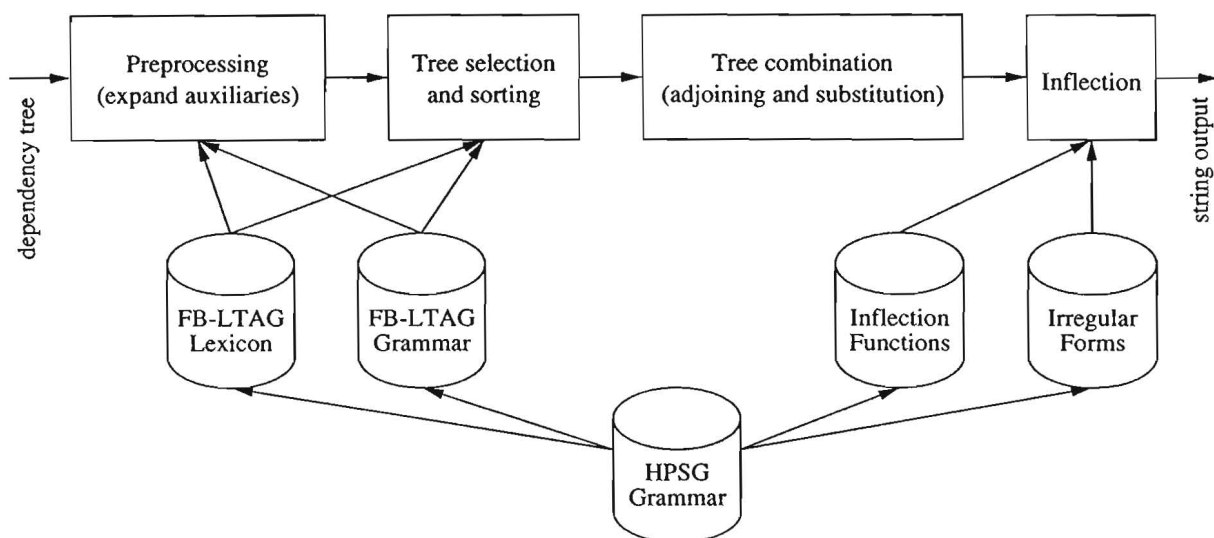 Preprocessing
(expand auxiliaries)
Tree selection
and sorting
Tree combination
(adjoining and substitution)
Inflection
dependency tree
string output
FB-LTAG
Lexicon
FB-LTAG
Grammar
Inflection
Functions
Irregular
Forms
HPSG
Grammar